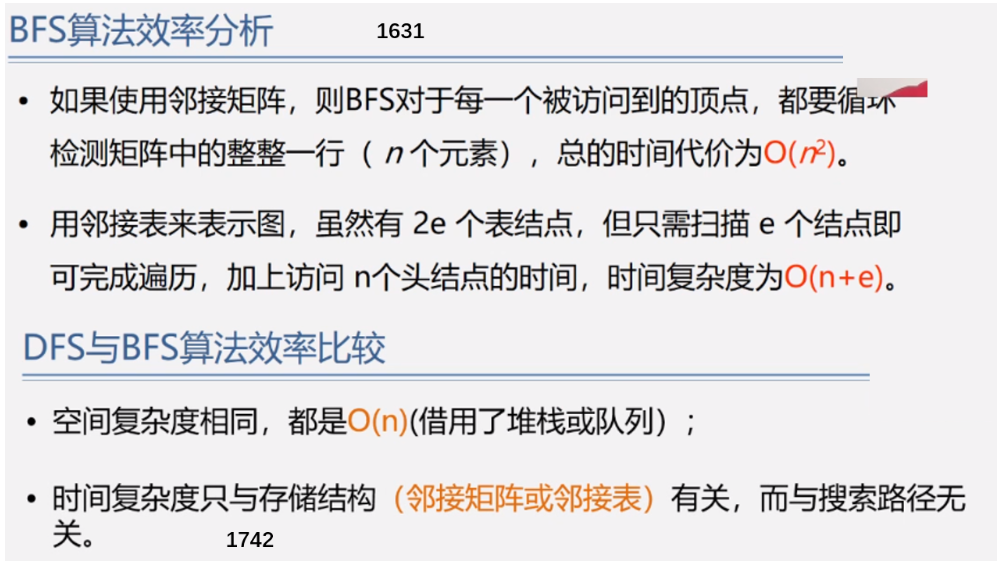 BFS算法效率分析 1631
• 如果使用邻接矩阵，则BFS对于每一个被访问到的顶点，都要循环
检测矩阵中的整整一行（ n 个元素），总的时间代价为O(n²)。
• 用邻接表来表示图，虽然有 2e 个表结点，但只需扫描 e 个结点即
可完成遍历，加上访问 n个头结点的时间，时间复杂度为O(n+e)。
DFS与BFS算法效率比较
• 空间复杂度相同，都是O(n)(借用了堆栈或队列）；
• 时间复杂度只与存储结构（邻接矩阵或邻接表）有关，而与搜索路径无
关。 1742